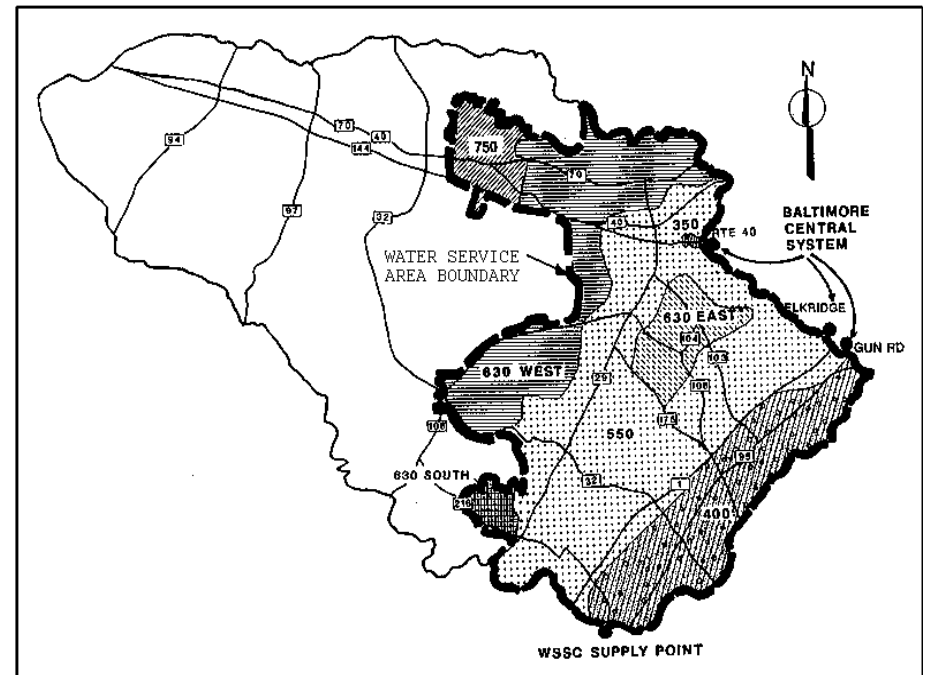 N
70
40
94
144
750
70
97
32
40
350
RTE 40
BALTIMORE
CENTRAL
SYSTEM
WATER SERVICE
AREA BOUNDARY
ELKRIDGE
630 EAST
104
GUN RD
103
630 WEST
29
108
108
175
550
95
630 SOUTH
32
1
216
400
WSSC SUPPLY POINT